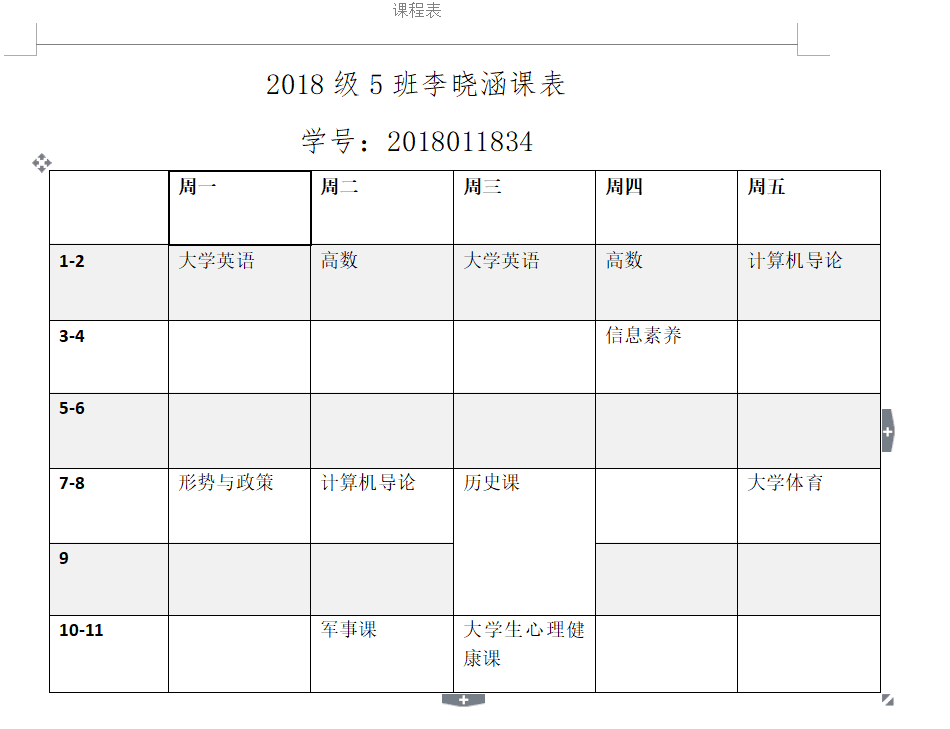 课程表
2018 级 5 班李晓涵课表
学号：2018011834
周一 周二 周三 周四 周五
1-2 大学英语 高数 大学英语 高数 计算机导论
3-4 信息素养
5-6
7-8 形势与政策 计算机导论 历史课 大学体育
9
10-11 军事课 大学生心理健
康课